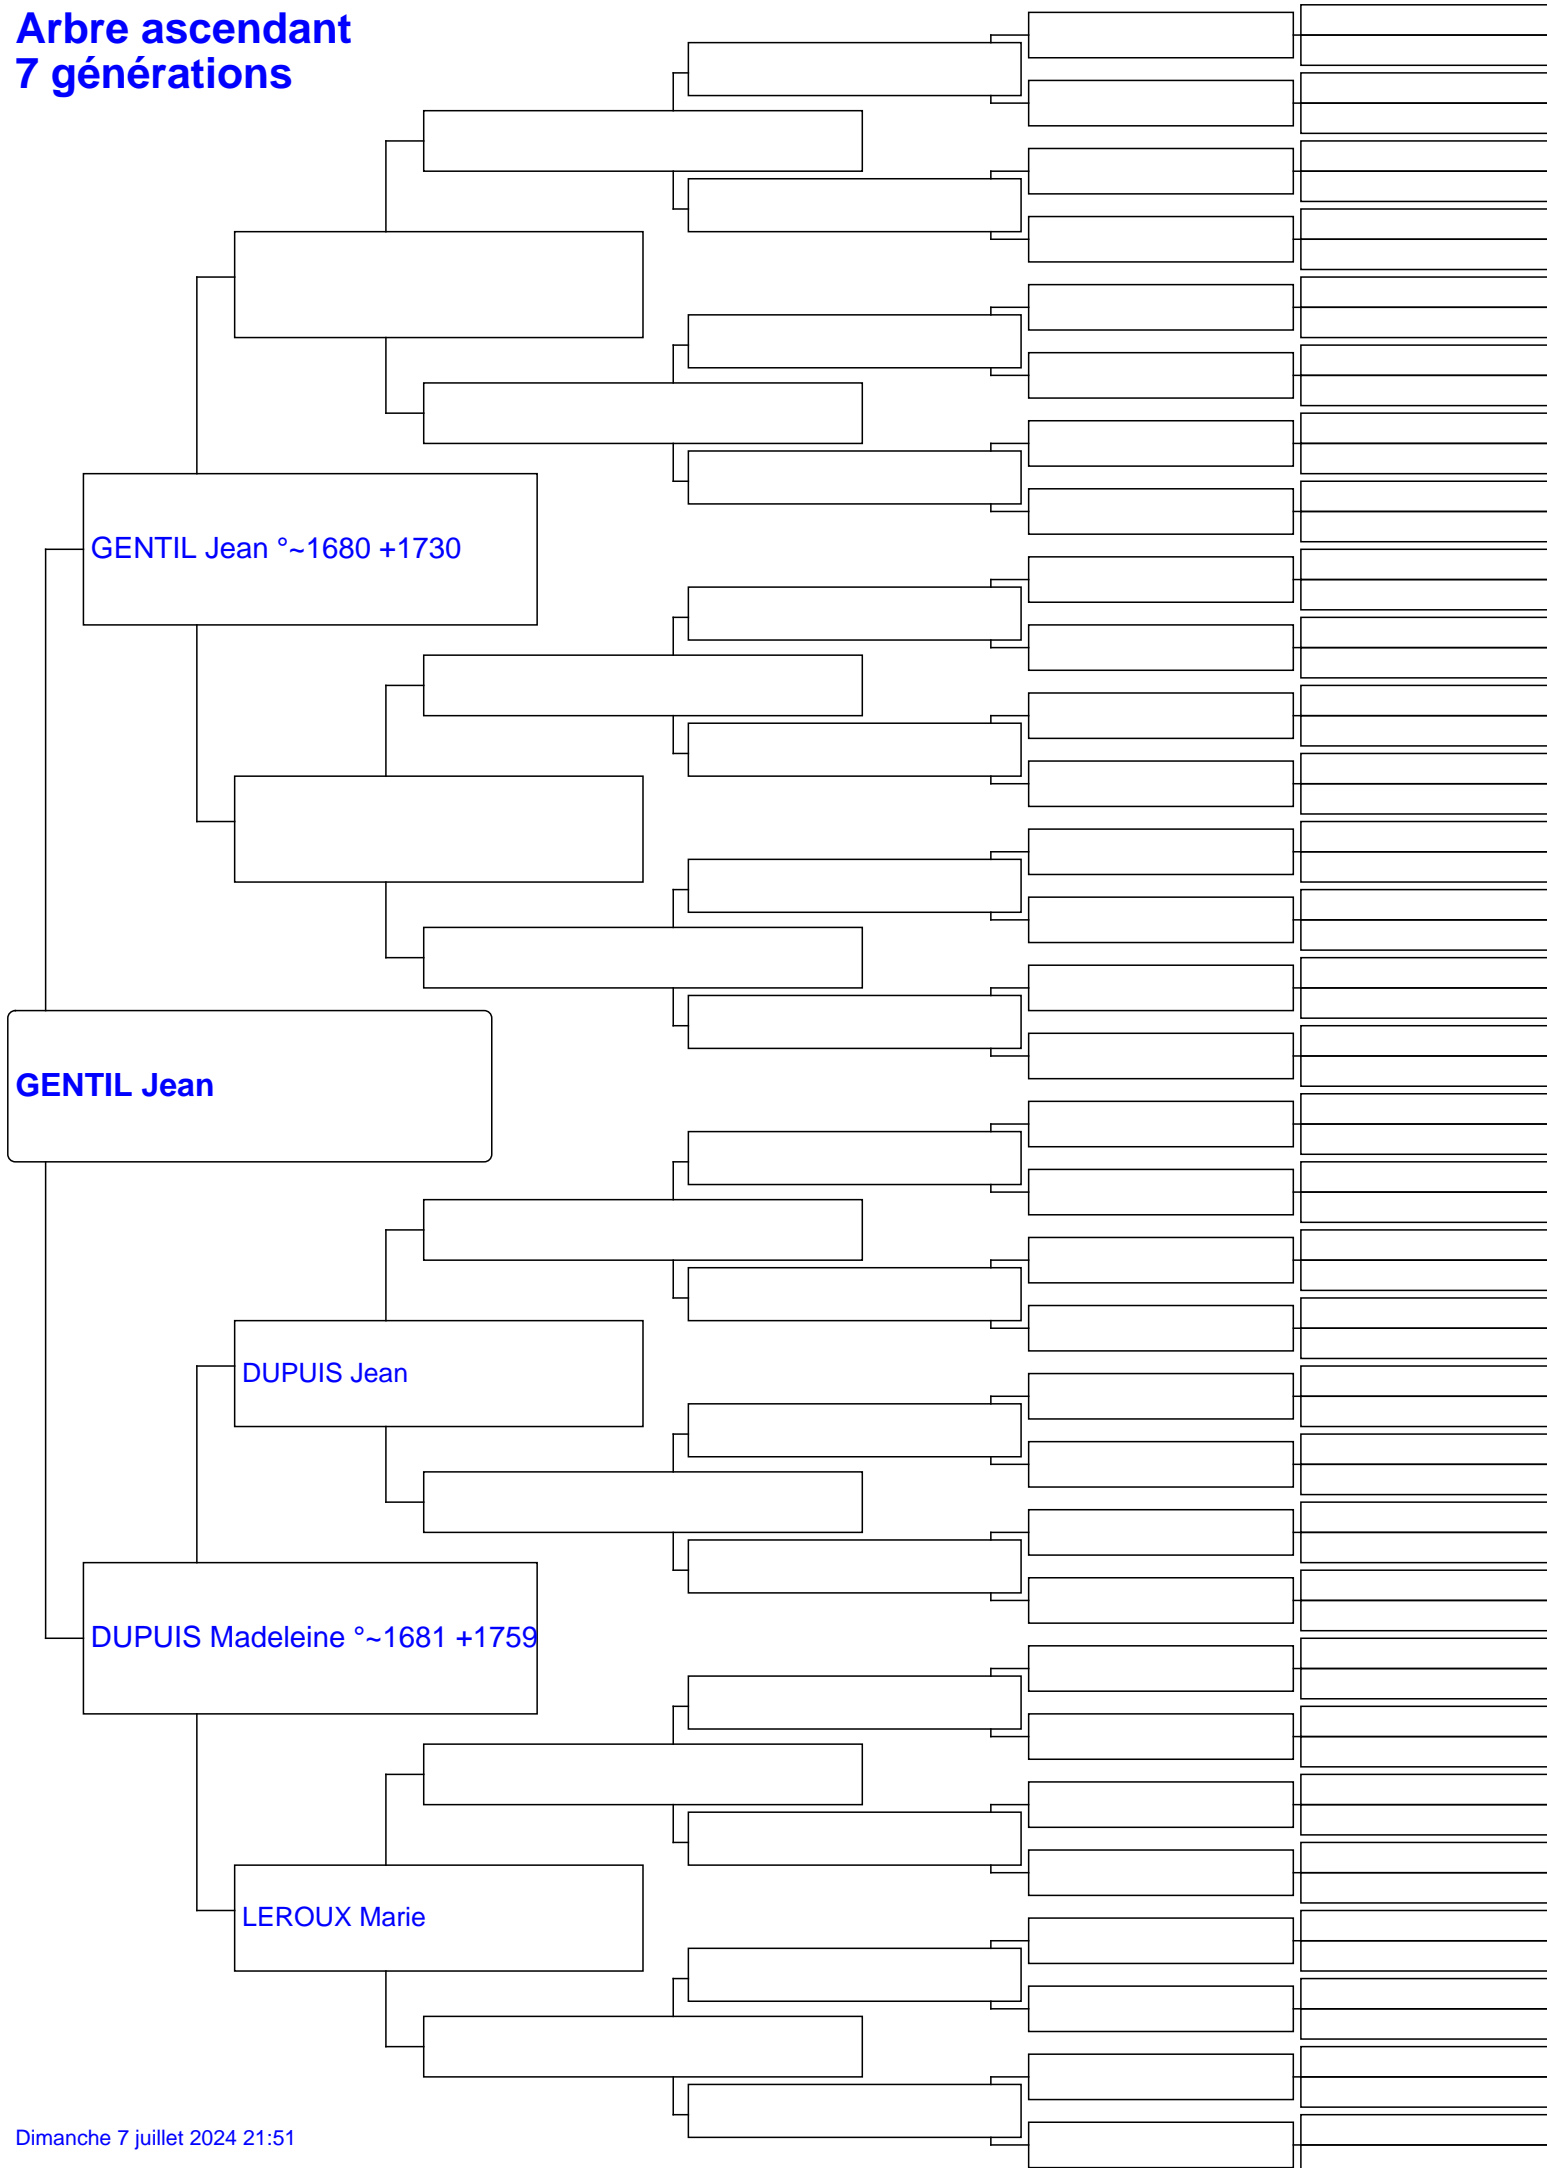 Arbre ascendant
7 générations
GENTIL Jean °~1680 +1730
GENTIL Jean
DUPUIS Jean
DUPUIS Madeleine °~1681 +1759
LEROUX Marie
Dimanche 7 juillet 2024 21:51